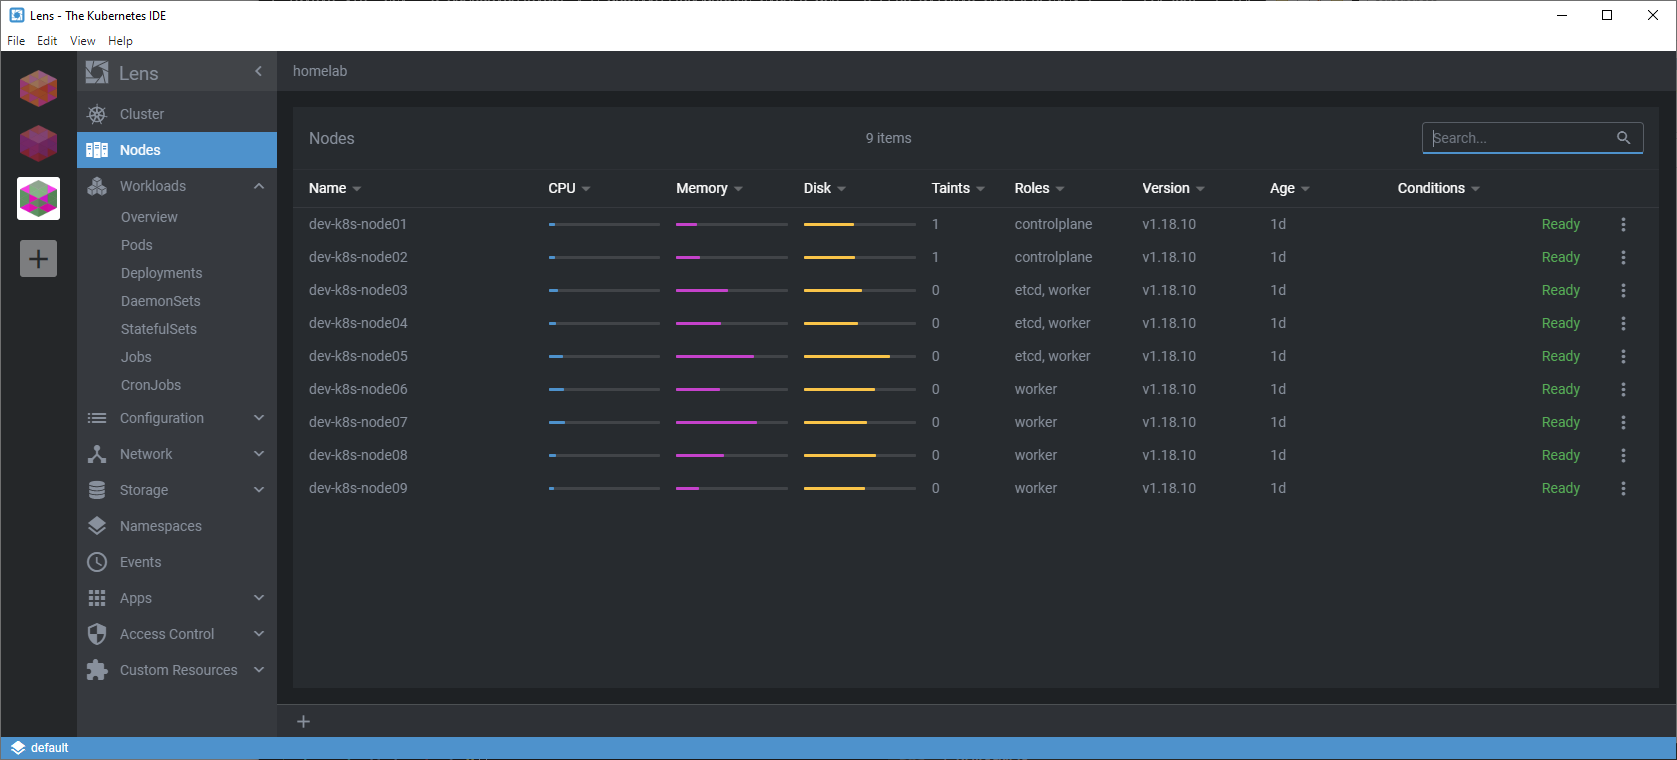 Lens - The Kubernetes IDE
File Edit View Help
Lens
homelab
Cluster
Nodes
Workloads
Overview
Pods
Deployments
DaemonSets
StatefulSets
Jobs
CronJobs
Configuration
Network
Storage
Namespaces
Events
Apps
Access Control
Custom Resources
Nodes 9 items Search...
Name CPU Memory Disk Taints Roles Version Age Conditions
dev-k8s-node01 1 controlplane v1.18.10 1d Ready
dev-k8s-node02 1 controlplane v1.18.10 1d Ready
dev-k8s-node03 0 etcd, worker v1.18.10 1d Ready
dev-k8s-node04 0 etcd, worker v1.18.10 1d Ready
dev-k8s-node05 0 etcd, worker v1.18.10 1d Ready
dev-k8s-node06 0 worker v1.18.10 1d Ready
dev-k8s-node07 0 worker v1.18.10 1d Ready
dev-k8s-node08 0 worker v1.18.10 1d Ready
dev-k8s-node09 0 worker v1.18.10 1d Ready
default